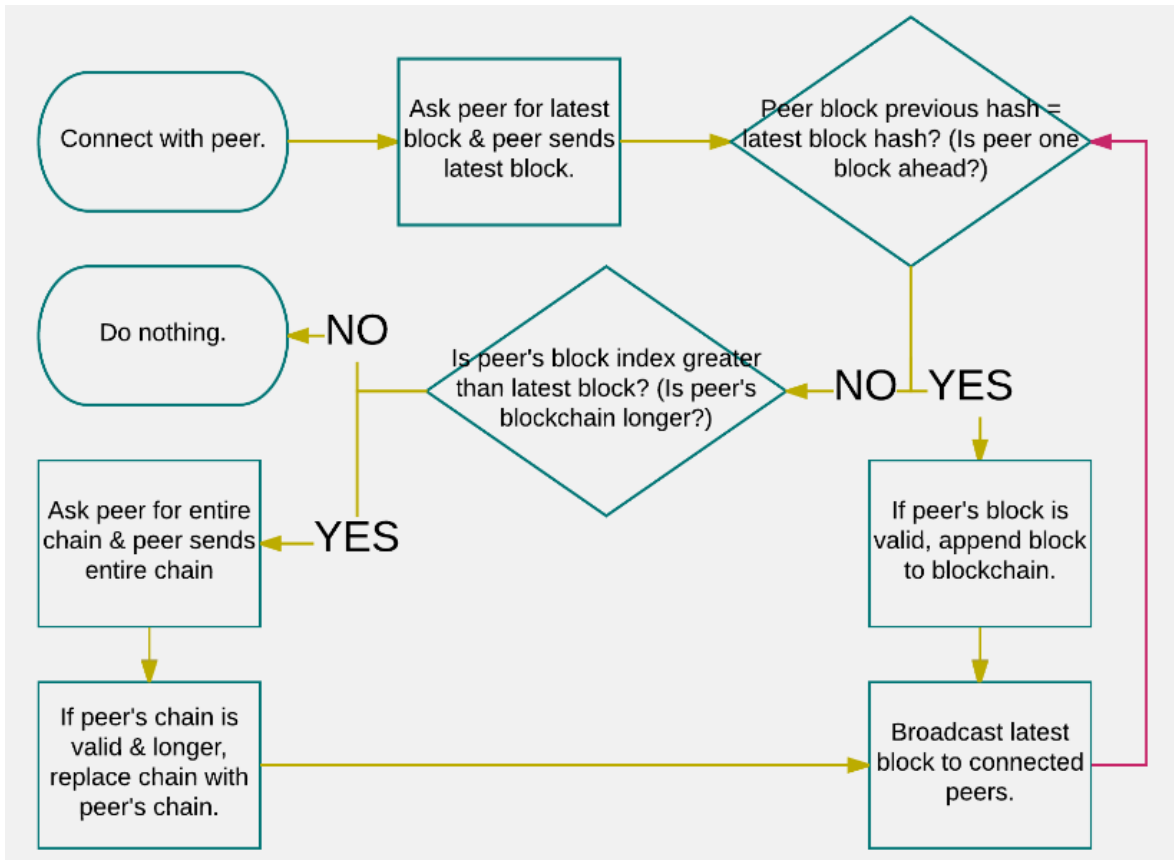 Connect with peer.
Ask peer for latest
block & peer sends
latest block.
Peer block previous hash =
latest block hash? (Is peer one
block ahead?)
Do nothing.
NO
Is peer's block index greater
than latest block? (Is peer's
blockchain longer?)
NO
YES
Ask peer for entire
chain & peer sends
entire chain
YES
If peer's block is
valid, append block
to blockchain.
If peer's chain is
valid & longer,
replace chain with
peer's chain.
Broadcast latest
block to connected
peers.